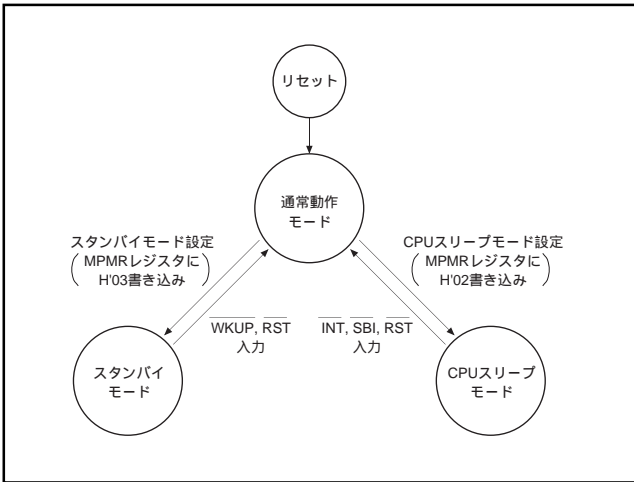 リセット
通常動作
モード
スタンバイモード設定
(MPMRレジスタに
H'03書き込み)
CPUスリープモード設定
(MPMRレジスタに
H'02書き込み)
WKUP, RST
入力
INT, SBI, RST
入力
スタンバイ
モード
CPUスリープ
モード